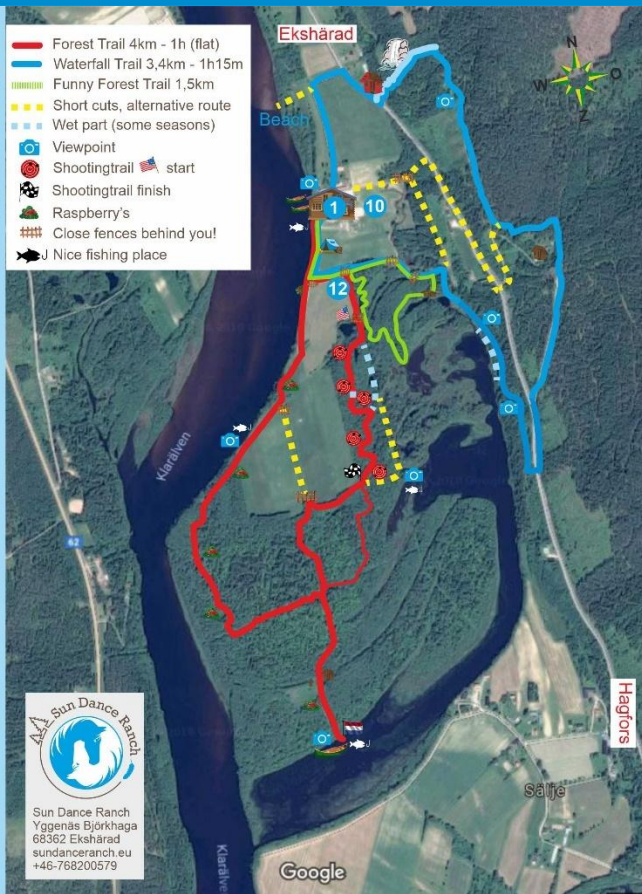 Forest Trail 4km - 1h (flat)
Waterfall Trail 3,4km - 1h15m
Funny Forest Trail 1,5km
Short cuts, alternative route
Wet part (some seasons)
Viewpoint
Shootingtrail start
Shootingtrail finish
Raspberry's
Close fences behind you!
Nice fishing place
Ekshärad
N
W O
Z
Beach
1
10
12
Klarälven
62
Hagfors
Sälje
Klarälven
Google
Sun Dance Ranch
Sun Dance Ranch
Yggenäs Björkhaga
68362 Ekshärad
sundanceranch.eu
+46-768200579